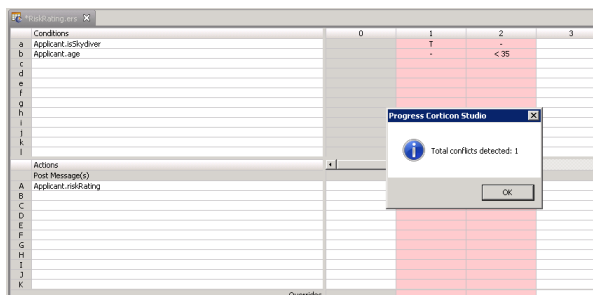 *RiskRating.ers
Conditions 0 1 2 3
a Applicant.isSkydiver T -
b Applicant.age - < 35
c
d
e
f
g
h
i
j
k
l
Progress Corticon Studio
Total conflicts detected: 1
OK
Actions
Post Message(s)
A Applicant.riskRating
B
C
D
E
F
G
H
I
J
K
Overrides